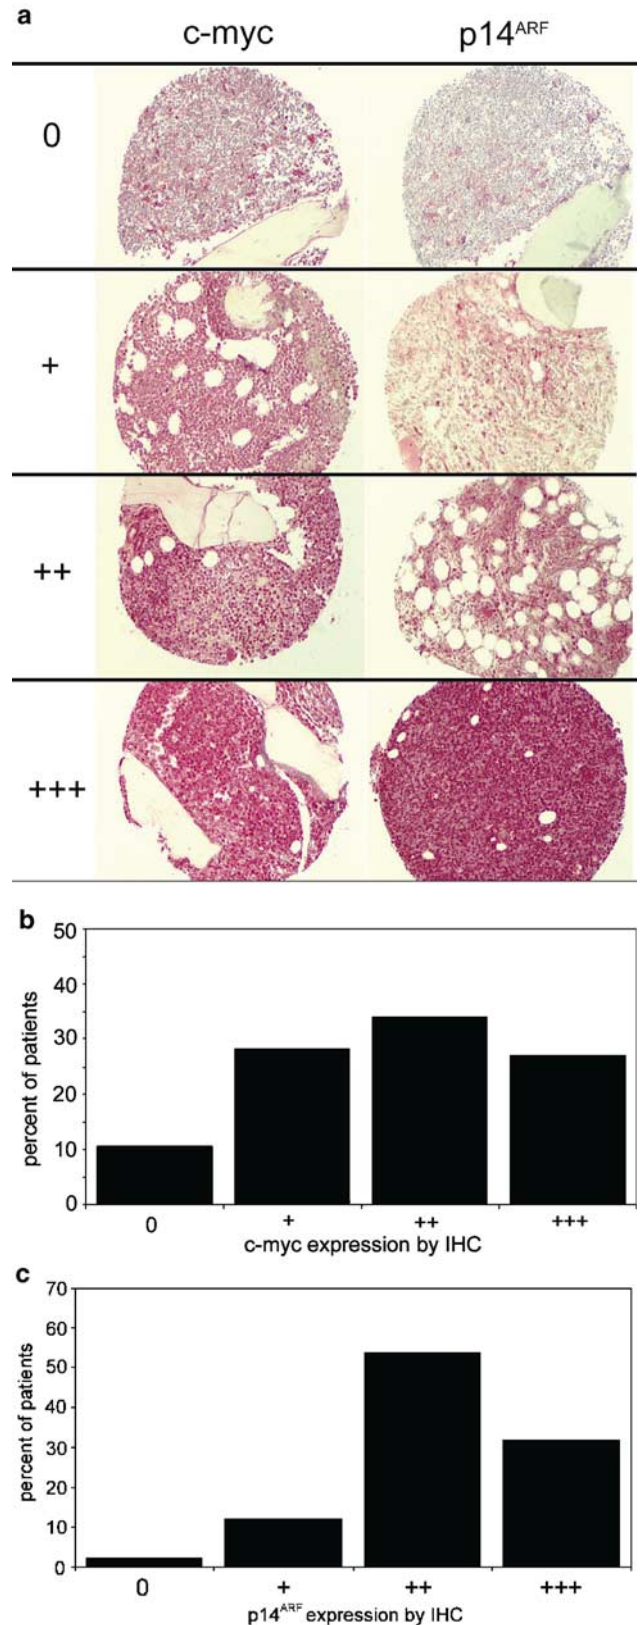 a
c-myc p14ARF
0
+
++
+++
b
50
40
30
20
10
0
percent of patients
0 + ++ +++
c-myc expression by IHC
c
70
60
50
40
30
20
10
0
percent of patients
0 + ++ +++
p14ARF expression by IHC